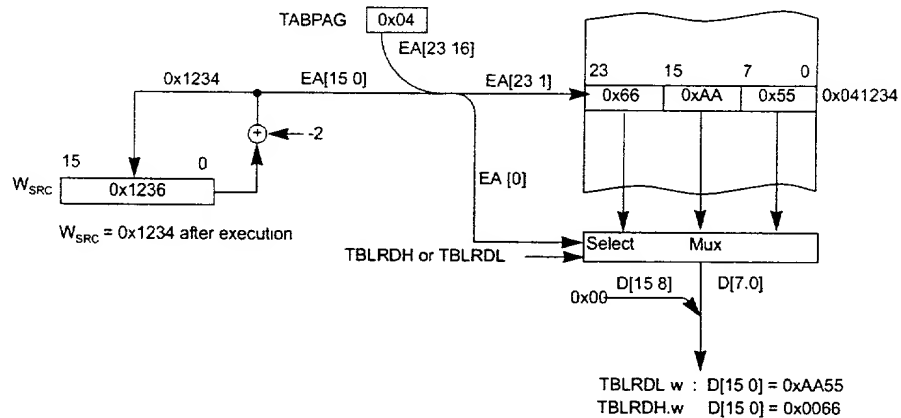 TABPAG 0x04
EA[23 16]
0x1234 EA[15 0] EA[23 1]
23 15 7 0
0x66 0xAA 0x55 0x041234
+ -2
15 0
WSRC 0x1236
EA [0]
WSRC = 0x1234 after execution
TBLRDH or TBLRDL
Select Mux
D[15 8] D[7.0]
0x00
TBLRDL w : D[15 0] = 0xAA55
TBLRDH.w D[15 0] = 0x0066